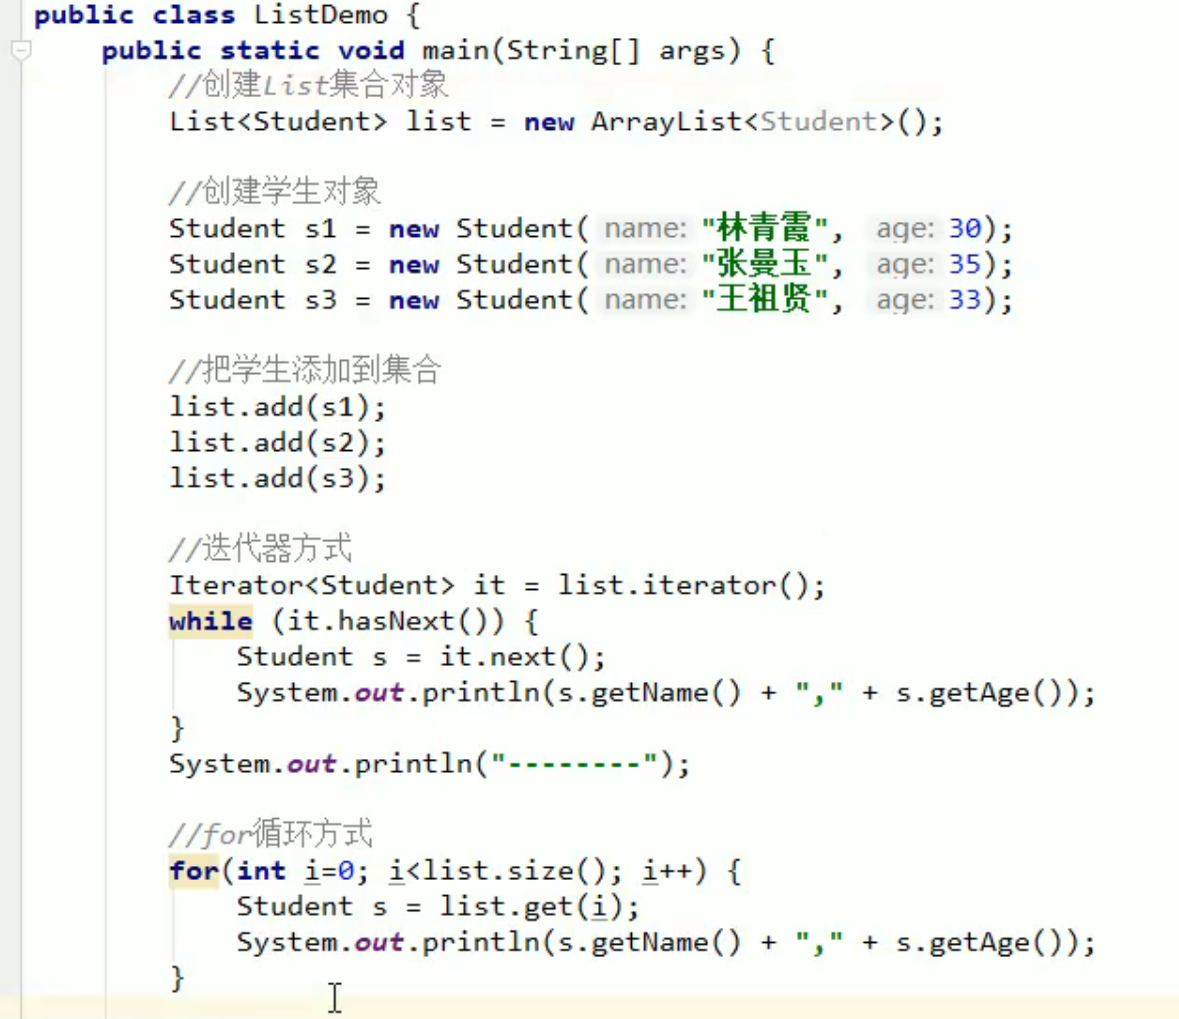 public class ListDemo {
public static void main(String[] args) {
//创建List集合对象
List<Student> list = new ArrayList<Student>();
//创建学生对象
Student s1 = new Student( name: "林青霞", age: 30);
Student s2 = new Student( name: "张曼玉", age: 35);
Student s3 = new Student( name: "王祖贤", age: 33);
//把学生添加到集合
list.add(s1);
list.add(s2);
list.add(s3);
//迭代器方式
Iterator<Student> it = list.iterator();
while (it.hasNext()) {
Student s = it.next();
System.out.println(s.getName() + "," + s.getAge());
}
System.out.println("--------");
//for循环方式
for(int i=0; i<list.size(); i++) {
Student s = list.get(i);
System.out.println(s.getName() + "," + s.getAge());
}